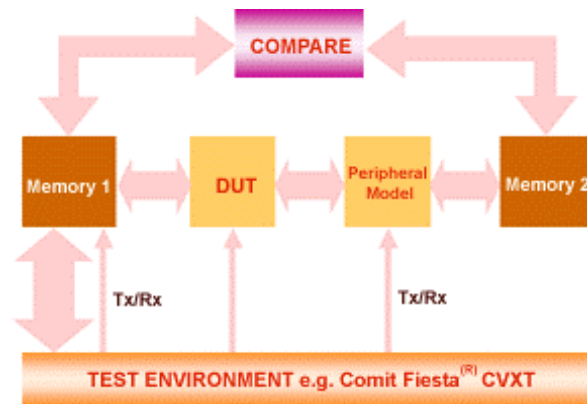 COMPARE
Memory 1
DUT
Peripheral
Model
Memory 2
Tx/Rx
Tx/Rx
TEST ENVIRONMENT e.g. Comit Fiesta(R) CVXT